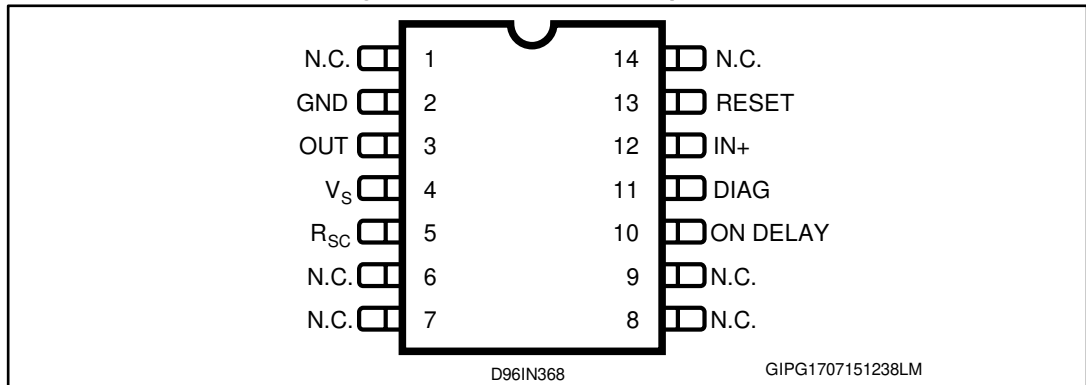 N.C. 1 14 N.C.
GND 2 13 RESET
OUT 3 12 IN+
VS 4 11 DIAG
RSC 5 10 ON DELAY
N.C. 6 9 N.C.
N.C. 7 8 N.C.
D96IN368 GIPG1707151238LM